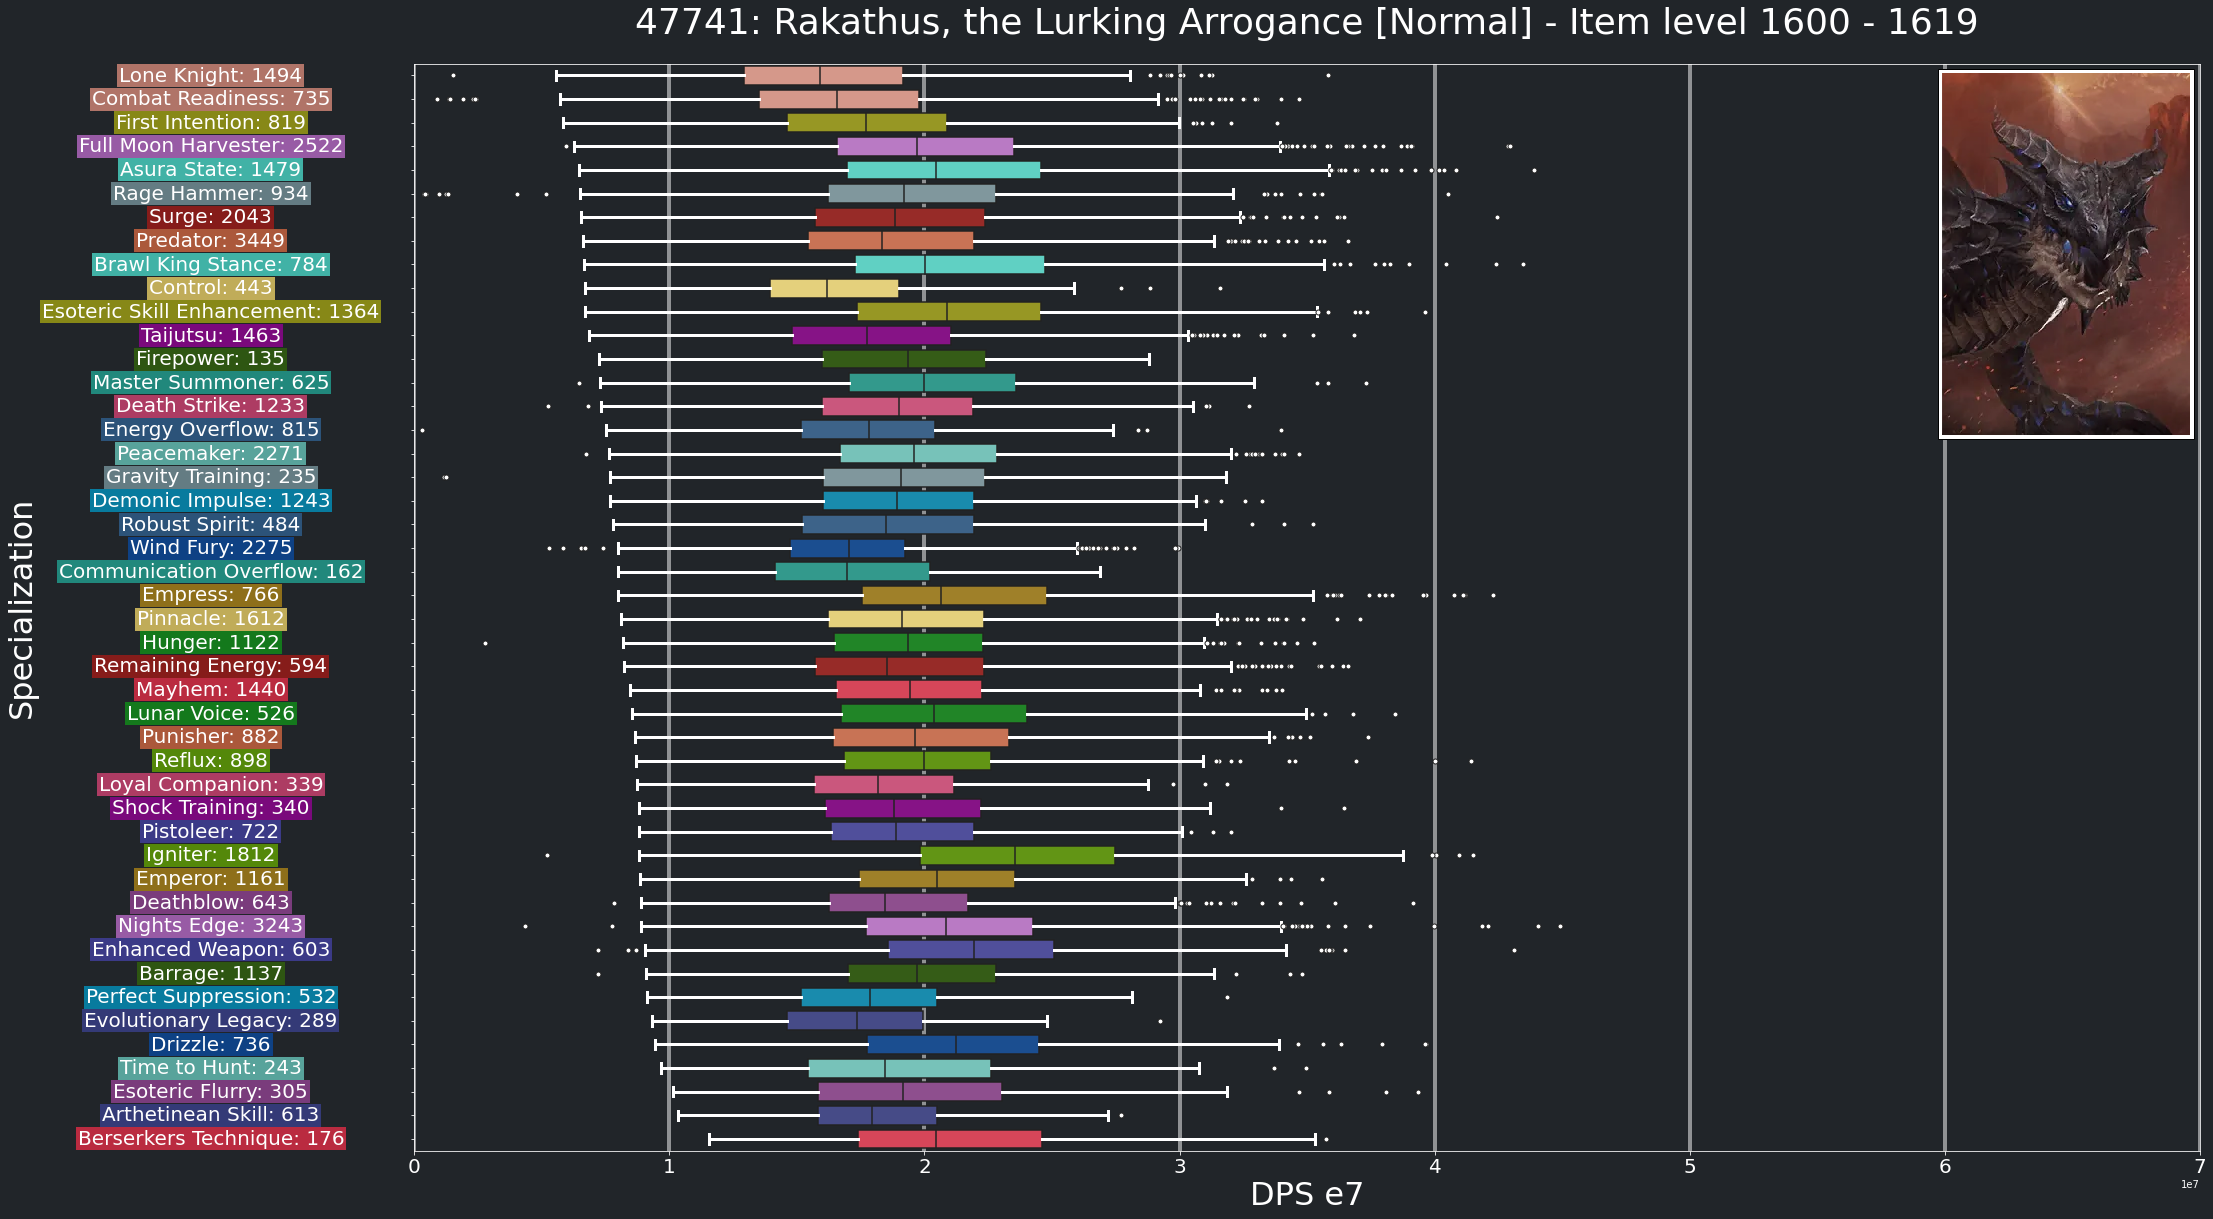 47741: Rakathus, the Lurking Arrogance [Normal] - Item level 1600 - 1619
Specialization
Lone Knight: 1494
Combat Readiness: 735
First Intention: 819
Full Moon Harvester: 2522
Asura State: 1479
Rage Hammer: 934
Surge: 2043
Predator: 3449
Brawl King Stance: 784
Control: 443
Esoteric Skill Enhancement: 1364
Taijutsu: 1463
Firepower: 135
Master Summoner: 625
Death Strike: 1233
Energy Overflow: 815
Peacemaker: 2271
Gravity Training: 235
Demonic Impulse: 1243
Robust Spirit: 484
Wind Fury: 2275
Communication Overflow: 162
Empress: 766
Pinnacle: 1612
Hunger: 1122
Remaining Energy: 594
Mayhem: 1440
Lunar Voice: 526
Punisher: 882
Reflux: 898
Loyal Companion: 339
Shock Training: 340
Pistoleer: 722
Igniter: 1812
Emperor: 1161
Deathblow: 643
Nights Edge: 3243
Enhanced Weapon: 603
Barrage: 1137
Perfect Suppression: 532
Evolutionary Legacy: 289
Drizzle: 736
Time to Hunt: 243
Esoteric Flurry: 305
Arthetinean Skill: 613
Berserkers Technique: 176
0 1 2 3 4 5 6 7
1e7
DPS e7